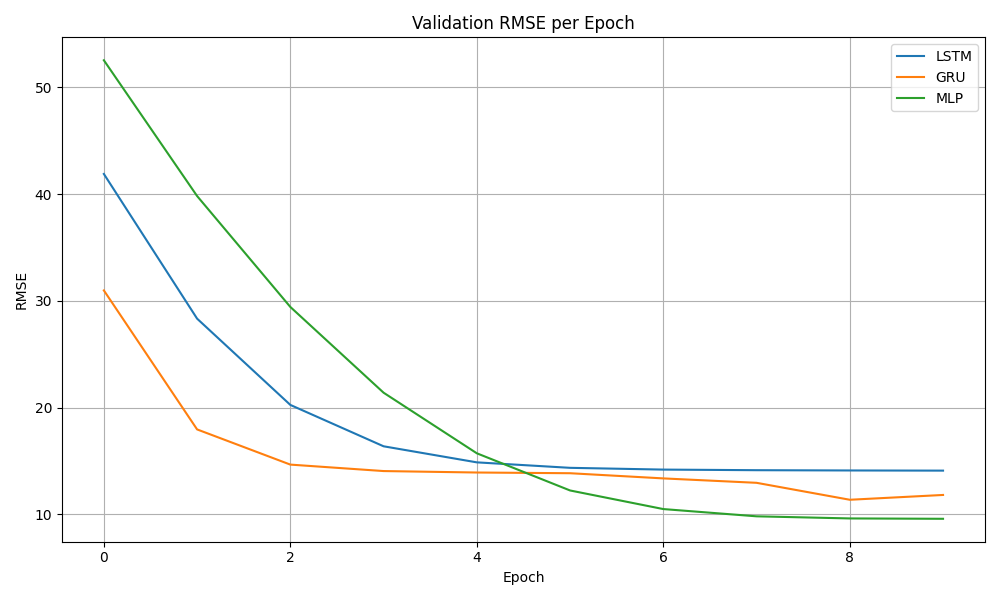 Validation RMSE per Epoch
LSTM
GRU
MLP
50
40
30
20
10
RMSE
0 2 4 6 8
Epoch